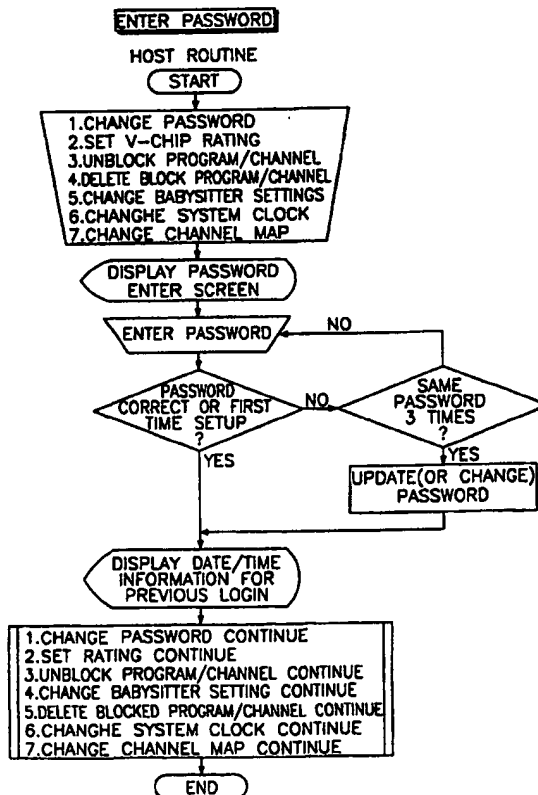 ENTER PASSWORD
HOST ROUTINE
START
1.CHANGE PASSWORD
2.SET V-CHIP RATING
3.UNBLOCK PROGRAM/CHANNEL
4.DELETE BLOCK PROGRAM/CHANNEL
5.CHANGE BABYSITTER SETTINGS
6.CHANGHE SYSTEM CLOCK
7.CHANGE CHANNEL MAP
DISPLAY PASSWORD
ENTER SCREEN
ENTER PASSWORD
NO
PASSWORD
CORRECT OR FIRST
TIME SETUP
?
NO
SAME
PASSWORD
3 TIMES
?
YES
YES
UPDATE(OR CHANGE)
PASSWORD
DISPLAY DATE/TIME
INFORMATION FOR
PREVIOUS LOGIN
1.CHANGE PASSWORD CONTINUE
2.SET RATING CONTINUE
3.UNBLOCK PROGRAM/CHANNEL CONTINUE
4.CHANGE BABYSITTER SETTING CONTINUE
5.DELETE BLOCKED PROGRAM/CHANNEL CONTINUE
6.CHANGHE SYSTEM CLOCK CONTINUE
7.CHANGE CHANNEL MAP CONTINUE
END